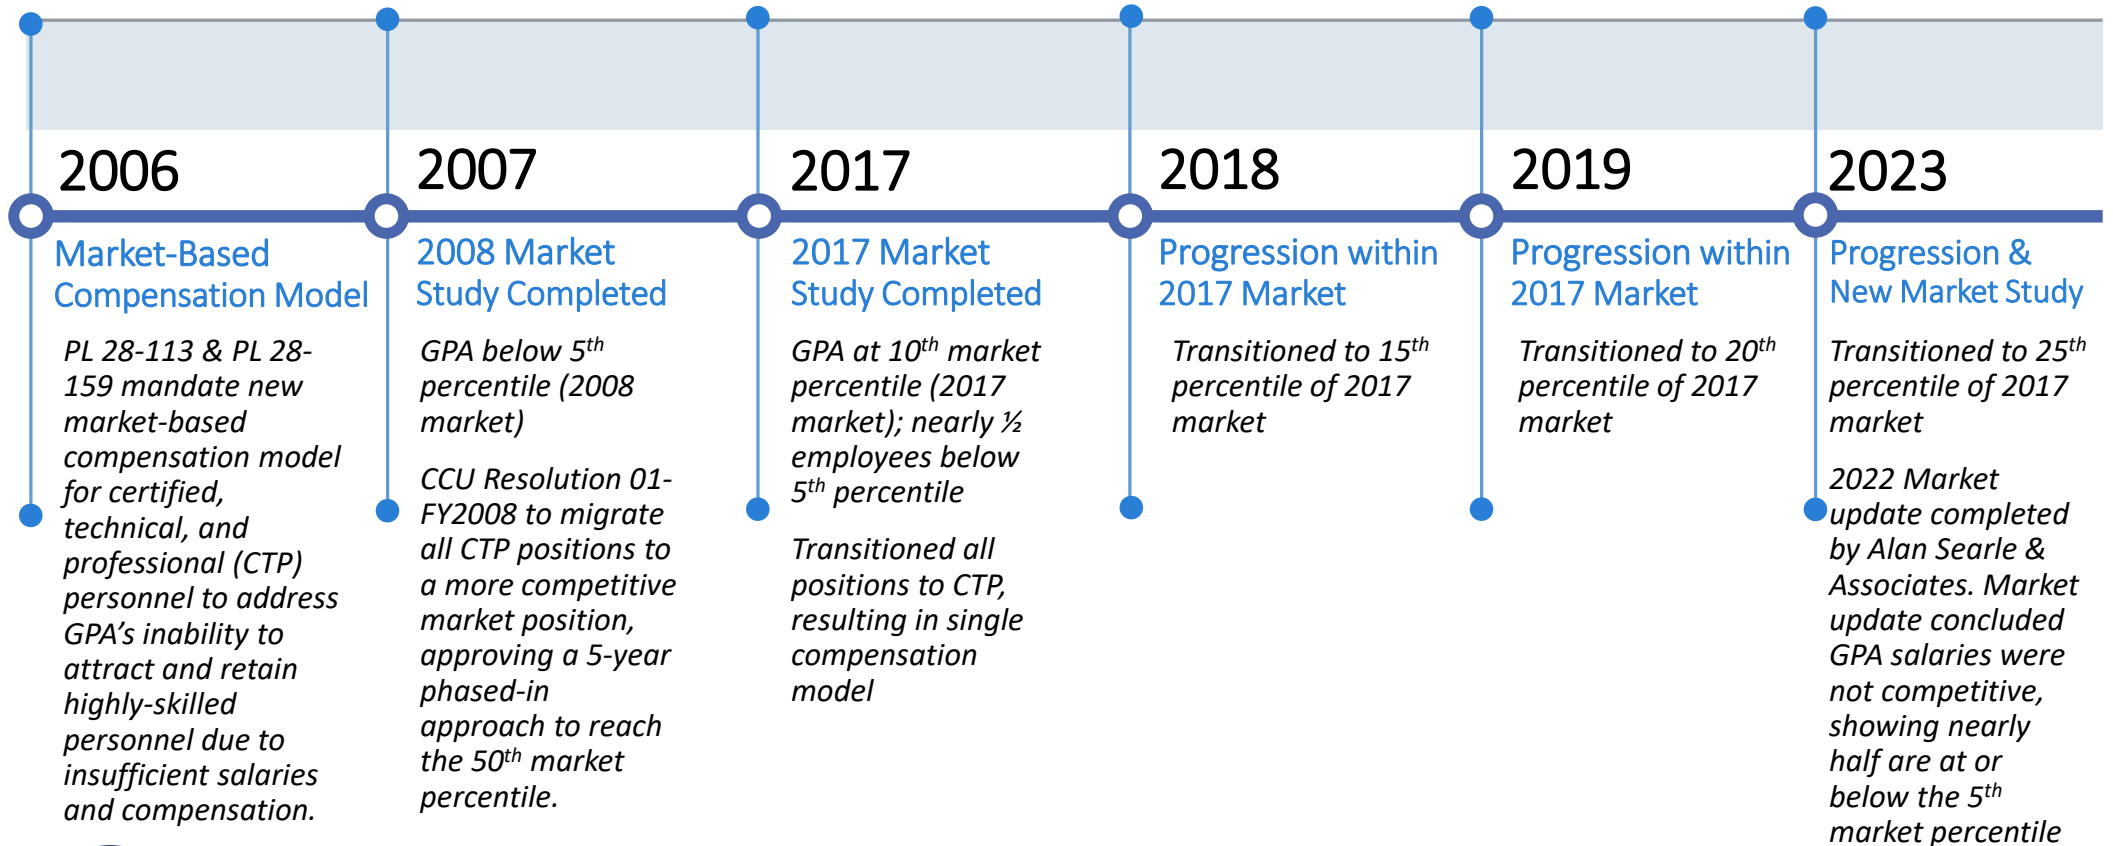 2006
Market-Based
Compensation Model
PL 28-113 & PL 28-
159 mandate new
market-based
compensation model
for certified,
technical, and
professional (CTP)
personnel to address
GPA’s inability to
attract and retain
highly-skilled
personnel due to
insufficient salaries
and compensation.
2007
2008 Market
Study Completed
GPA below 5th
percentile (2008
market)
CCU Resolution 01-
FY2008 to migrate
all CTP positions to
a more competitive
market position,
approving a 5-year
phased-in
approach to reach
the 50th market
percentile.
2017
2017 Market
Study Completed
GPA at 10th market
percentile (2017
market); nearly ½
employees below
5th percentile
Transitioned all
positions to CTP,
resulting in single
compensation
model
2018
Progression within
2017 Market
Transitioned to 15th
percentile of 2017
market
2019
Progression within
2017 Market
Transitioned to 20th
percentile of 2017
market
2023
Progression &
New Market Study
Transitioned to 25th
percentile of 2017
market
2022 Market
update completed
by Alan Searle &
Associates. Market
update concluded
GPA salaries were
not competitive,
showing nearly
half are at or
below the 5th
market percentile